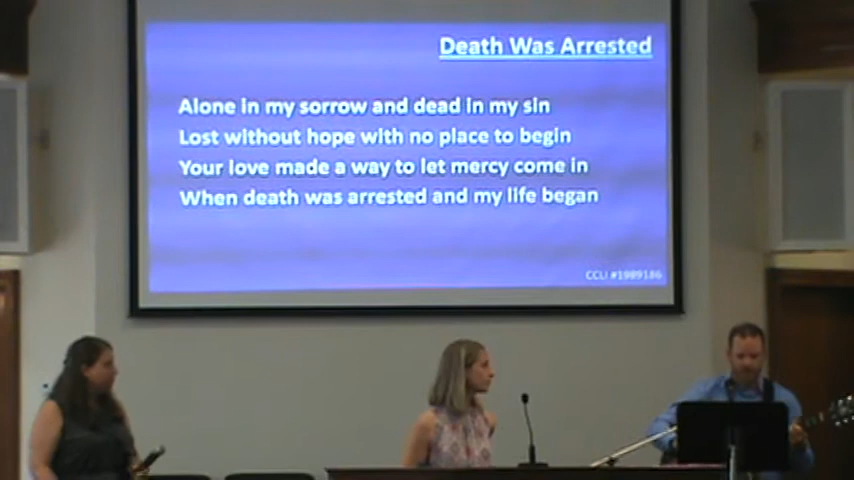 Death Was Arrested
Alone in my sorrow and dead in my sin
Lost without hope with no place to begin
Your love made a way to let mercy come in
When death was arrested and my life began
CCLI #1989186